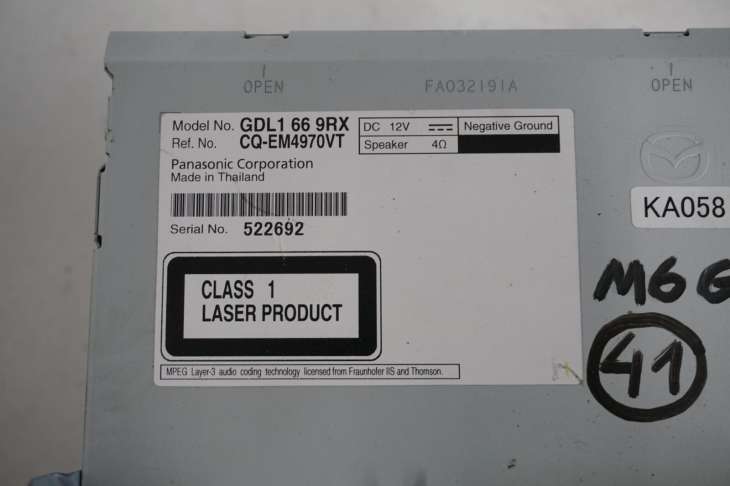 OPEN
FA032191A
OPEN
Model No. GDL1 66 9RX
Ref. No. CQ-EM4970VT
DC 12V
Negative Ground
Speaker 4Ω
Panasonic Corporation
Made in Thailand
Serial No. 522692
CLASS 1
LASER PRODUCT
MPEG Layer-3 audio coding technology licensed from Fraunhofer IIS and Thomson.
KA058
M6G
41